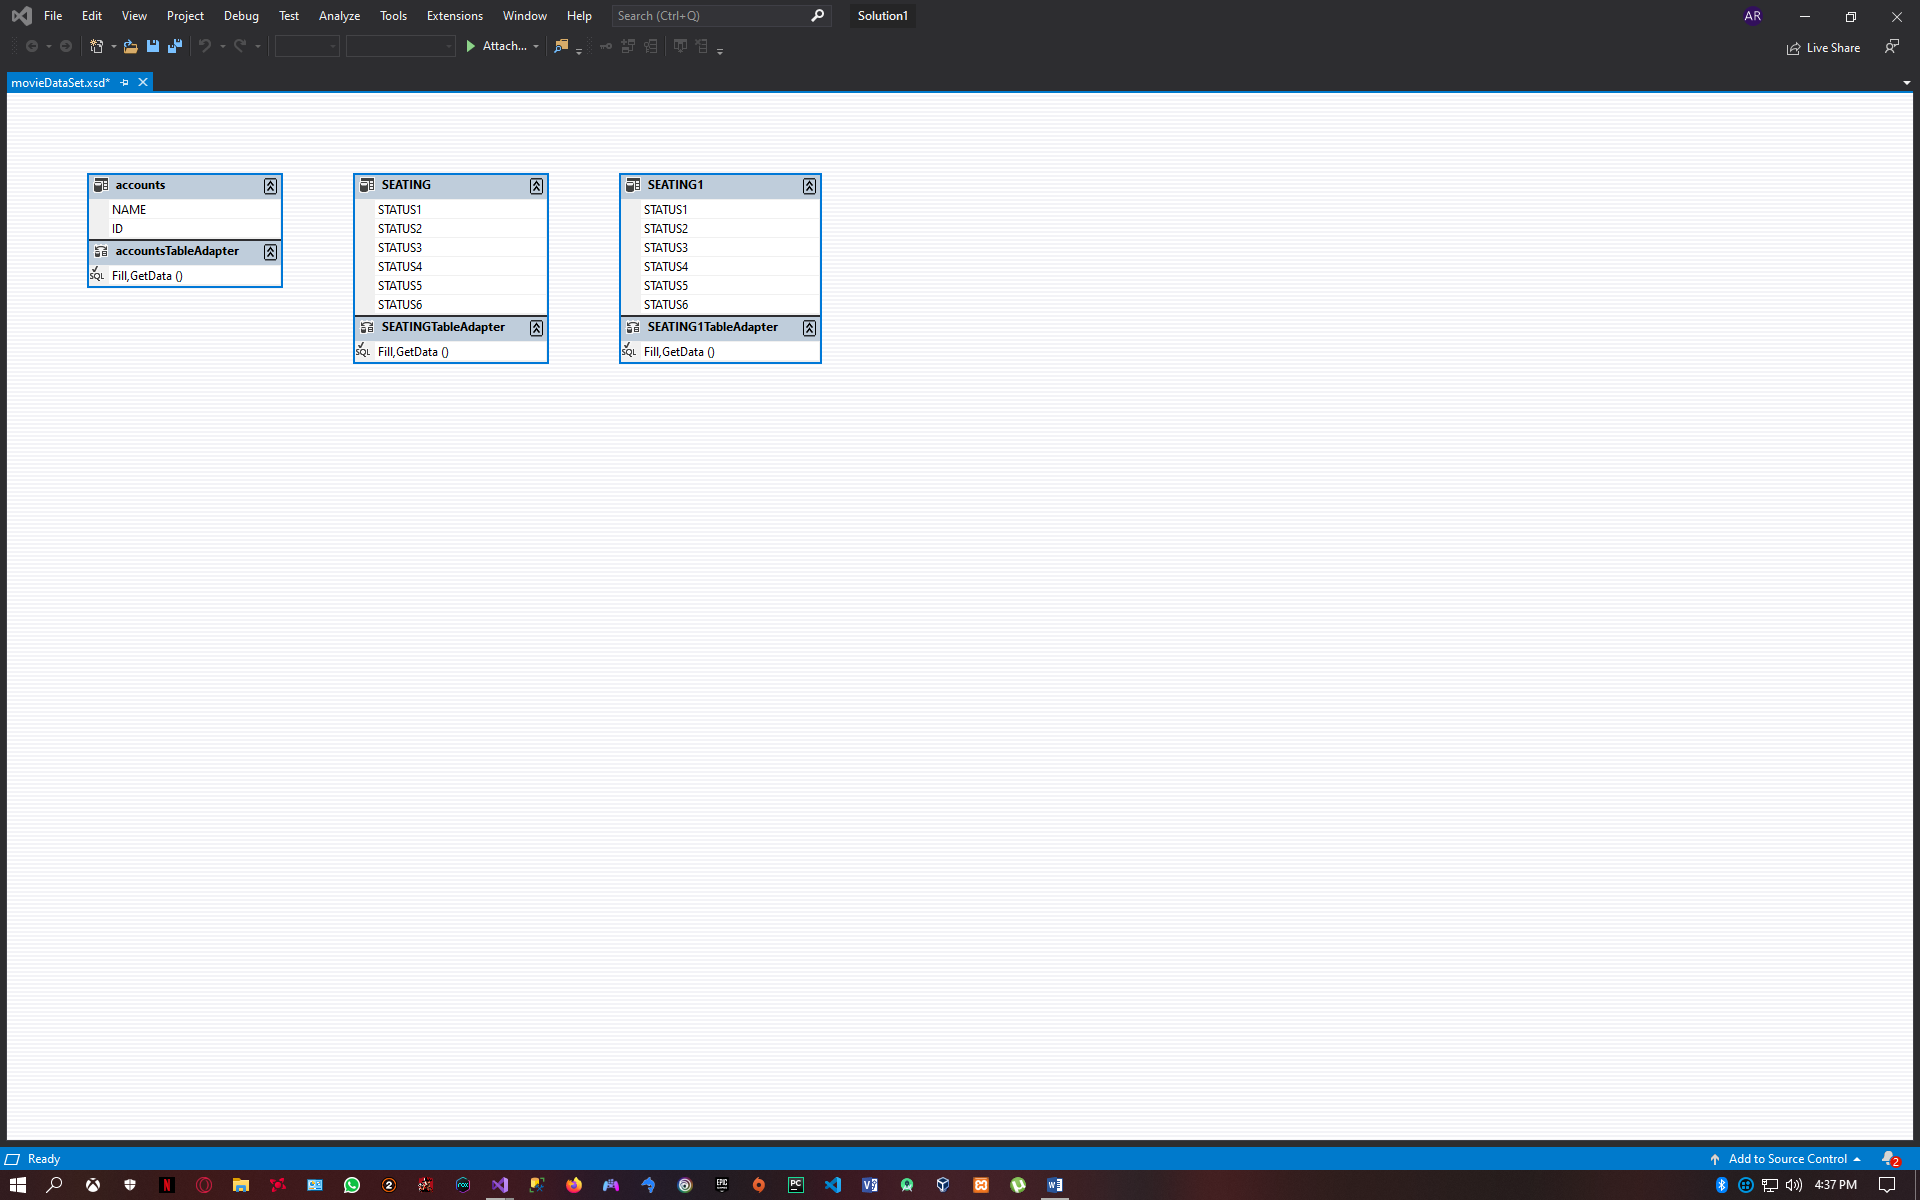 File Edit View Project Debug Test Analyze Tools Extensions Window Help Search (Ctrl+Q) Solution1 AR
Attach... Live Share
movieDataSet.xsd*
accounts
NAME
ID
accountsTableAdapter
SQL Fill,GetData ()
SEATING
STATUS1
STATUS2
STATUS3
STATUS4
STATUS5
STATUS6
SEATINGTableAdapter
SQL Fill,GetData ()
SEATING1
STATUS1
STATUS2
STATUS3
STATUS4
STATUS5
STATUS6
SEATING1TableAdapter
SQL Fill,GetData ()
Ready Add to Source Control 2
4:37 PM